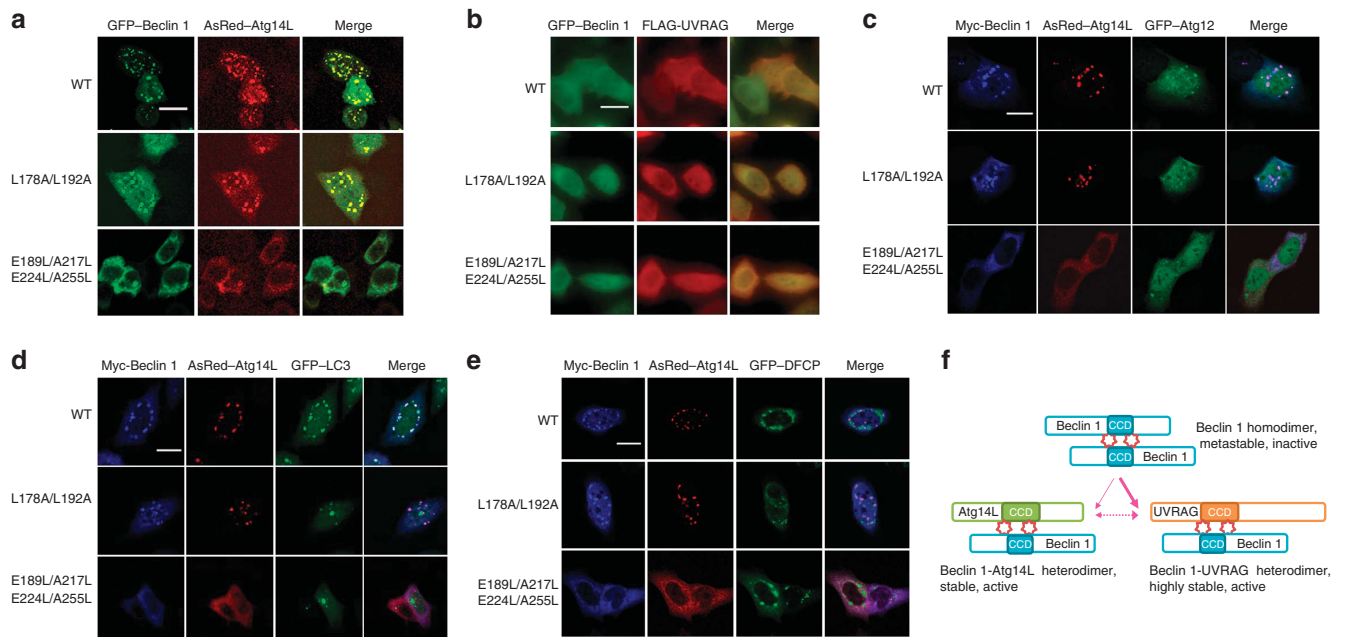 a
GFP–Beclin 1 AsRed–Atg14L Merge
WT
L178A/L192A
E189L/A217L
E224L/A255L
b
GFP–Beclin 1 FLAG-UVRAG Merge
WT
L178A/L192A
E189L/A217L
E224L/A255L
c
Myc-Beclin 1 AsRed–Atg14L GFP–Atg12 Merge
WT
L178A/L192A
E189L/A217L
E224L/A255L
d
Myc-Beclin 1 AsRed–Atg14L GFP–LC3 Merge
WT
L178A/L192A
E189L/A217L
E224L/A255L
e
Myc-Beclin 1 AsRed–Atg14L GFP–DFCP Merge
WT
L178A/L192A
E189L/A217L
E224L/A255L
f
Beclin 1 CCD
CCD Beclin 1
Beclin 1 homodimer,
metastable, inactive
Atg14L CCD
CCD Beclin 1
Beclin 1-Atg14L heterodimer,
stable, active
UVRAG CCD
CCD Beclin 1
Beclin 1-UVRAG heterodimer,
highly stable, active